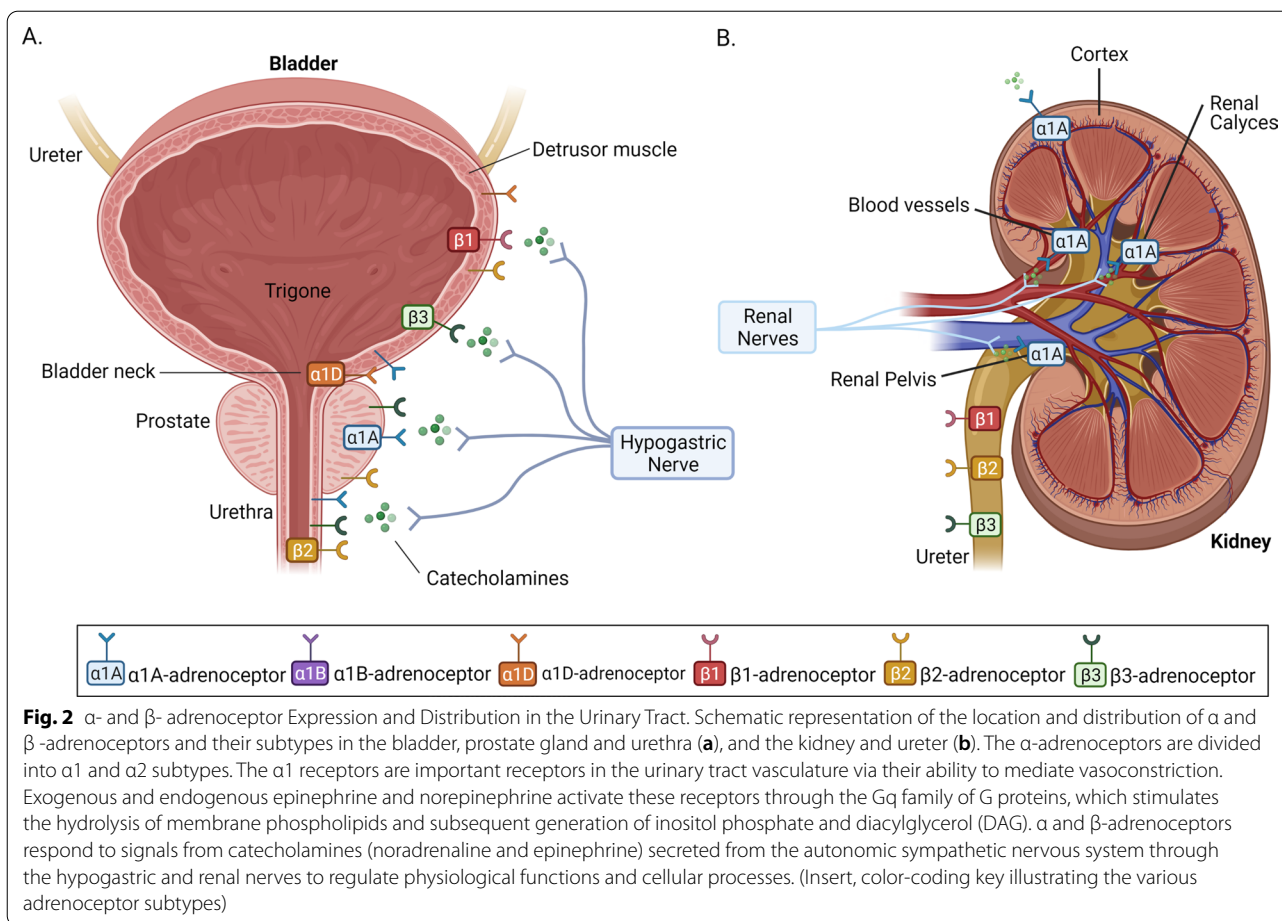 A.
Bladder
Ureter
Detrusor muscle
β1
Trigone
β3
Bladder neck
α1D
Prostate
α1A
Hypogastric
Nerve
Urethra
β2
Catecholamines
B.
Cortex
α1A
Renal
Calyces
Blood vessels
α1A
α1A
Renal
Nerves
α1A
Renal Pelvis
β1
β2
β3
Ureter
Kidney
α1A α1A-adrenoceptor α1B α1B-adrenoceptor α1D α1D-adrenoceptor β1 β1-adrenoceptor β2 β2-adrenoceptor β3 β3-adrenoceptor
Fig. 2 α- and β- adrenoceptor Expression and Distribution in the Urinary Tract. Schematic representation of the location and distribution of α and
β -adrenoceptors and their subtypes in the bladder, prostate gland and urethra (a), and the kidney and ureter (b). The α-adrenoceptors are divided
into α1 and α2 subtypes. The α1 receptors are important receptors in the urinary tract vasculature via their ability to mediate vasoconstriction.
Exogenous and endogenous epinephrine and norepinephrine activate these receptors through the Gq family of G proteins, which stimulates
the hydrolysis of membrane phospholipids and subsequent generation of inositol phosphate and diacylglycerol (DAG). α and β-adrenoceptors
respond to signals from catecholamines (noradrenaline and epinephrine) secreted from the autonomic sympathetic nervous system through
the hypogastric and renal nerves to regulate physiological functions and cellular processes. (Insert, color-coding key illustrating the various
adrenoceptor subtypes)